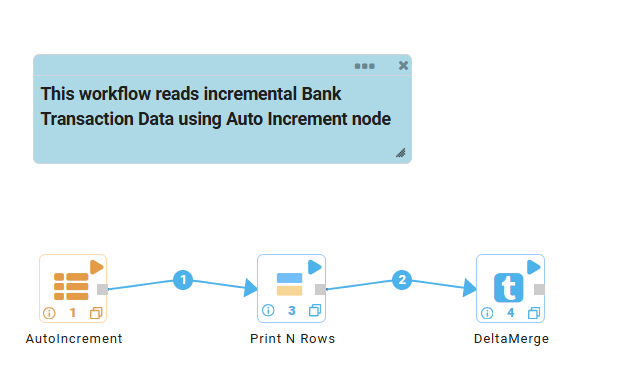 This workflow reads incremental Bank
Transaction Data using Auto Increment node
1
2
1
3
t
4
AutoIncrement
Print N Rows
DeltaMerge